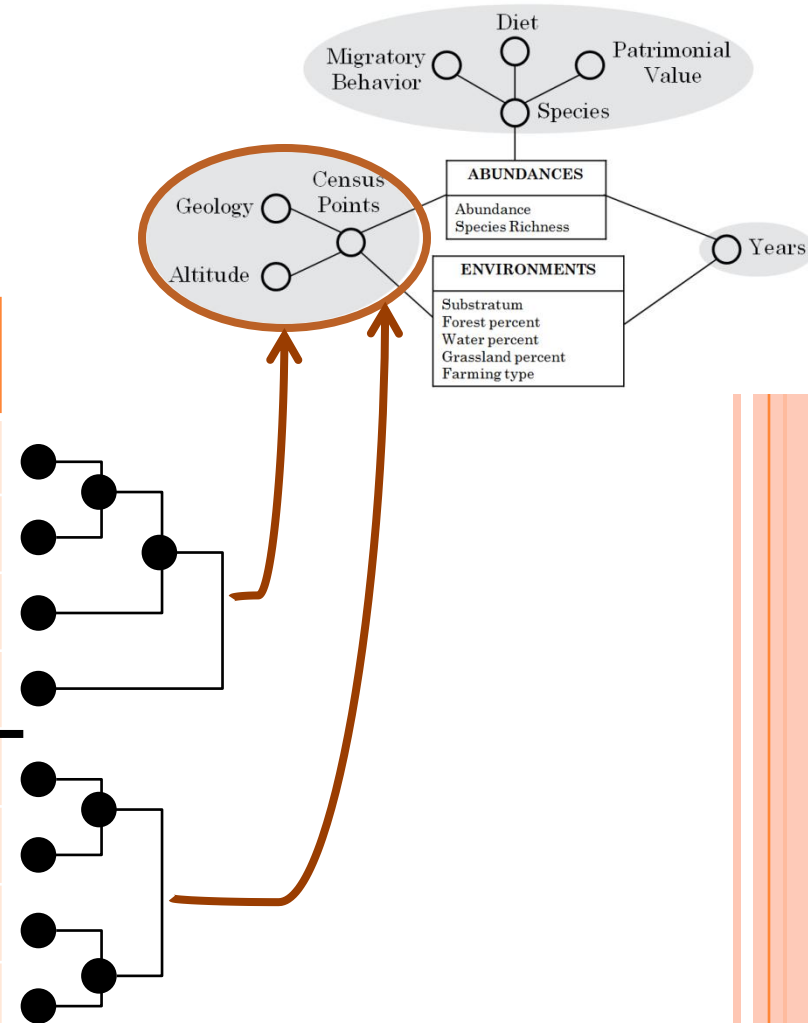 Diet
Migratory
Behavior
Patrimonial
Value
Species
ABUNDANCES
Abundance
Species Richness
Census
Points
Geology
Altitude
Years
ENVIRONMENTS
Substratum
Forest percent
Water percent
Grassland percent
Farming type